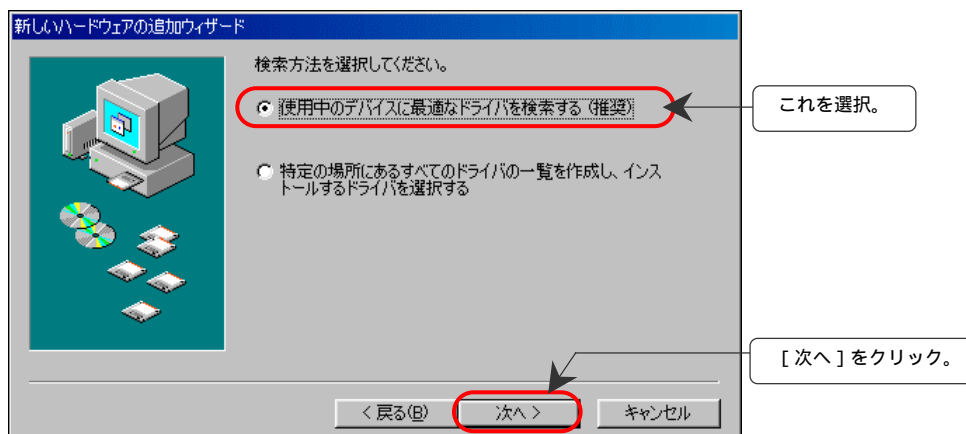 新しいハードウェアの追加ウィザード
検索方法を選択してください。
使用中のデバイスに最適なドライバを検索する（推奨）
これを選択。
特定の場所にあるすべてのドライバの一覧を作成し、インス
トールするドライバを選択する
［次へ］をクリック。
< 戻る(B)
次へ >
キャンセル